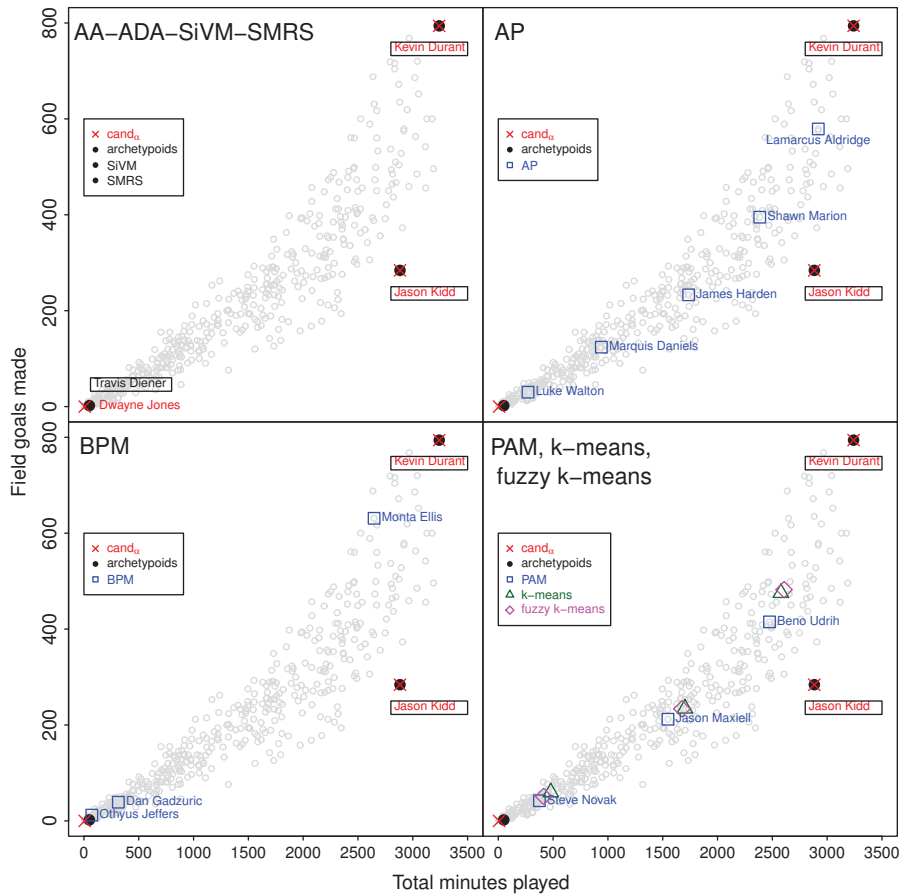 AA−ADA−SiVM−SMRS
Kevin Durant
cand α
archetypoids
SiVM
SMRS
Jason Kidd
Travis Diener
Dwayne Jones
0
200
400
600
800
AP
Kevin Durant
Lamarcus Aldridge
cand α
archetypoids
AP
Shawn Marion
Jason Kidd
James Harden
Marquis Daniels
Luke Walton
Field goals made
BPM
Kevin Durant
Monta Ellis
cand α
archetypoids
BPM
Jason Kidd
Dan Gadzuric
Othyus Jeffers
0
200
400
600
800
0 500 1000 1500 2000 2500 3000 3500
PAM, k−means,
fuzzy k−means
Kevin Durant
cand α
archetypoids
PAM
k−means
fuzzy k−means
Beno Udrih
Jason Kidd
Jason Maxiell
Steve Novak
0 500 1000 1500 2000 2500 3000 3500
Total minutes played